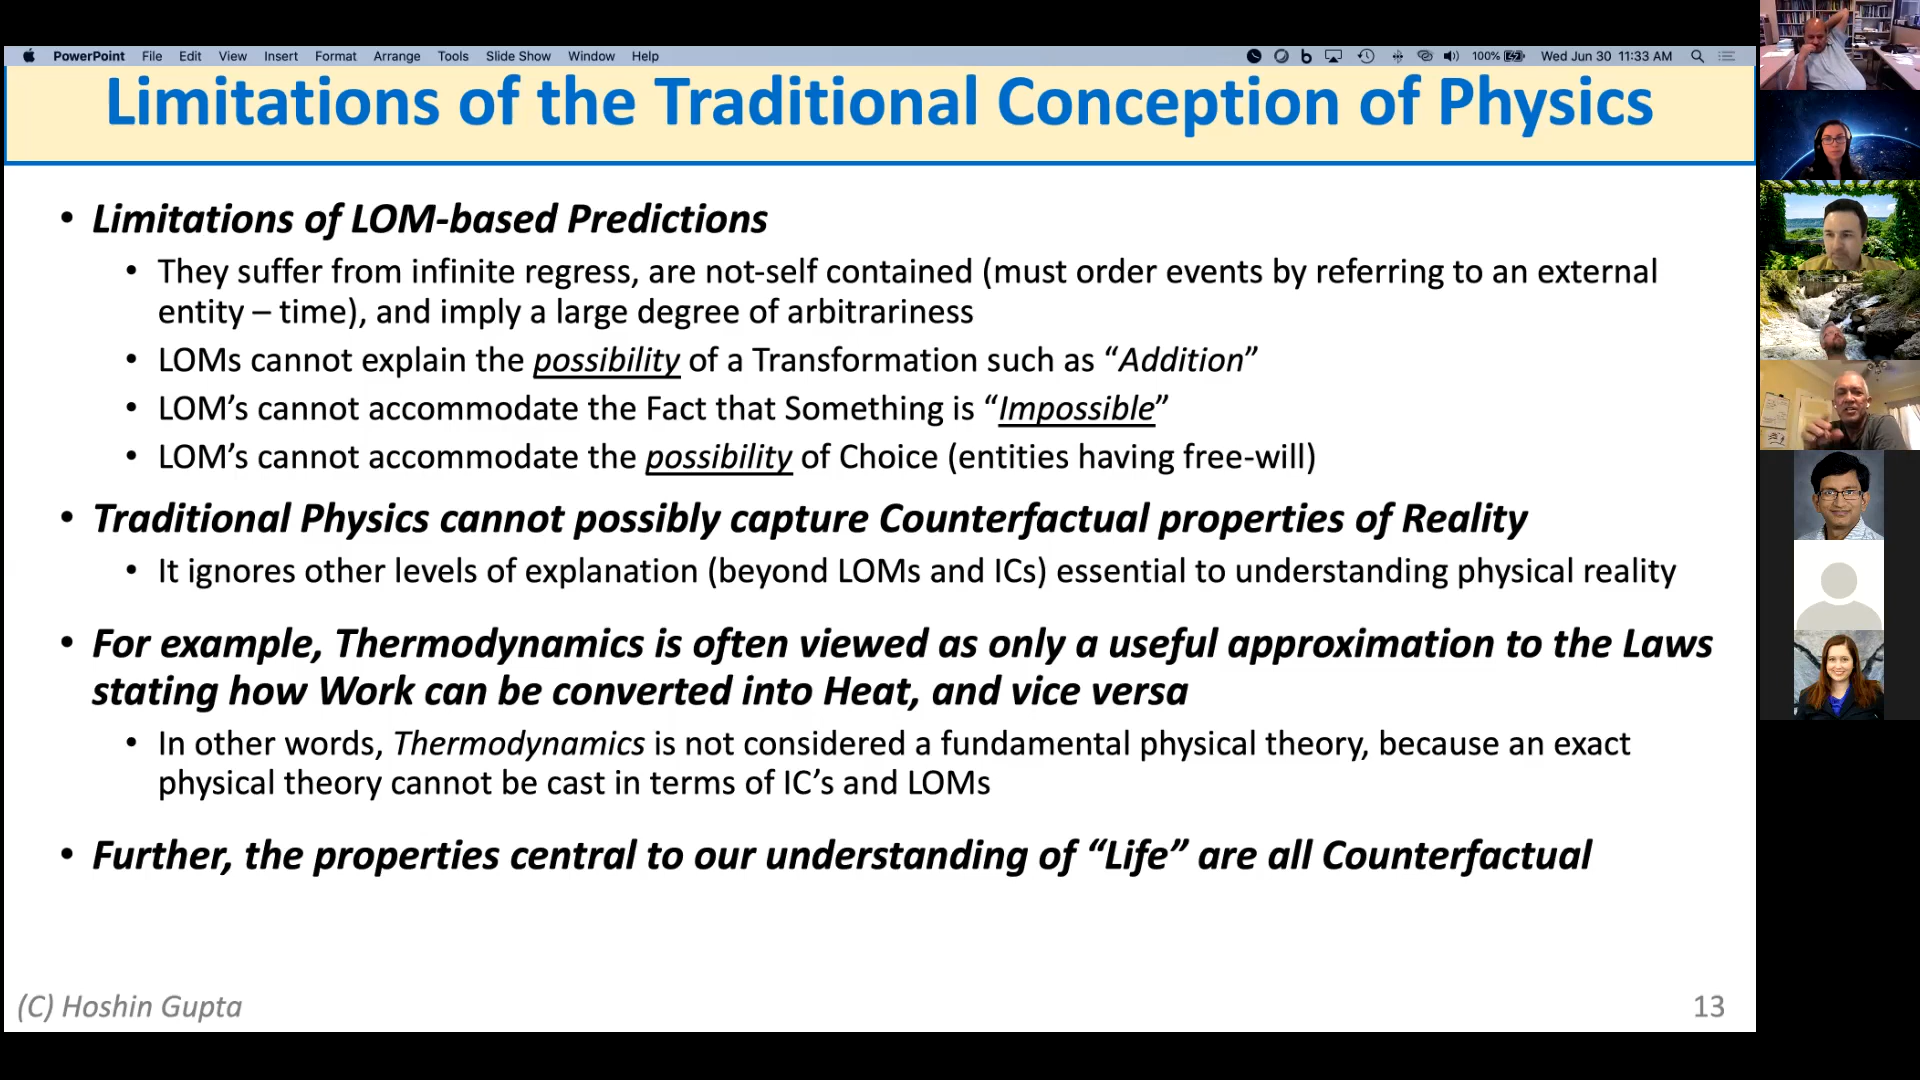 PowerPoint File Edit View Insert Format Arrange Tools Slide Show Window Help 100% Wed Jun 30 11:33 AM
Limitations of the Traditional Conception of Physics
• Limitations of LOM-based Predictions
• They suffer from infinite regress, are not-self contained (must order events by referring to an external
entity – time), and imply a large degree of arbitrariness
• LOMs cannot explain the possibility of a Transformation such as “Addition”
• LOM’s cannot accommodate the Fact that Something is “Impossible”
• LOM’s cannot accommodate the possibility of Choice (entities having free-will)
• Traditional Physics cannot possibly capture Counterfactual properties of Reality
• It ignores other levels of explanation (beyond LOMs and ICs) essential to understanding physical reality
• For example, Thermodynamics is often viewed as only a useful approximation to the Laws
stating how Work can be converted into Heat, and vice versa
• In other words, Thermodynamics is not considered a fundamental physical theory, because an exact
physical theory cannot be cast in terms of IC’s and LOMs
• Further, the properties central to our understanding of “Life” are all Counterfactual
(C) Hoshin Gupta
13